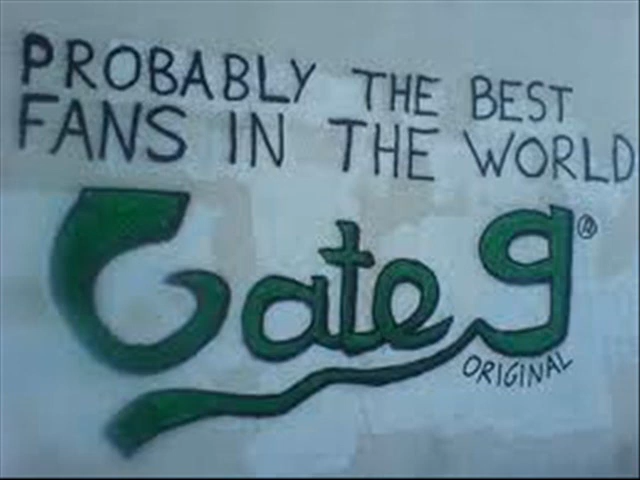 PROBABLY THE BEST
FANS IN THE WORLD
Gate 9 ®
ORIGINAL